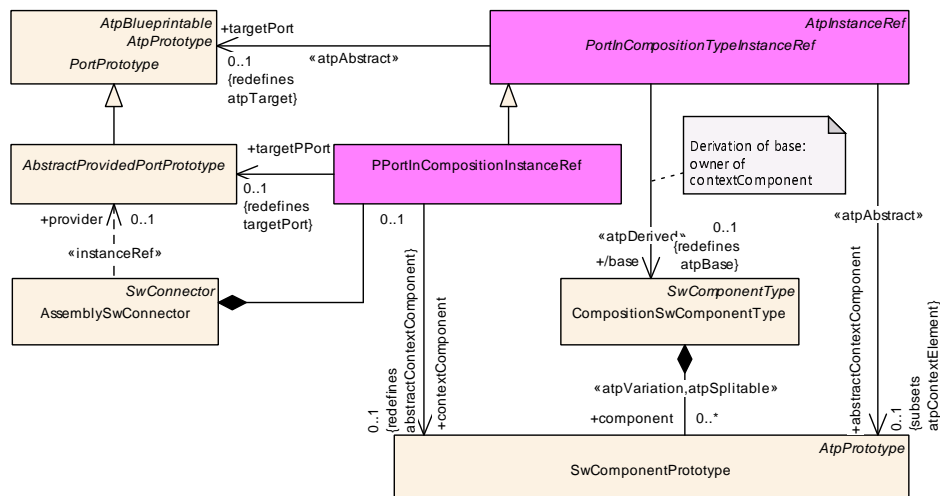 AtpBlueprintable
AtpPrototype
PortPrototype
+targetPort
0..1
{redefines
atpTarget}
«atpAbstract»
AtpInstanceRef
PortInCompositionTypeInstanceRef
AbstractProvidedPortPrototype
+targetPPort
0..1
{redefines
targetPort}
PPortInCompositionInstanceRef
Derivation of base:
owner of
contextComponent
+provider 0..1
«instanceRef»
0..1
«atpAbstract»
«atpDerived»
+/base
0..1
{redefines
atpBase}
SwConnector
AssemblySwConnector
SwComponentType
CompositionSwComponentType
0..1
{redefines
abstractContextComponent}
+contextComponent
«atpVariation,atpSplitable»
+component 0..*
+abstractContextComponent
0..1
{subsets
atpContextElement}
AtpPrototype
SwComponentPrototype